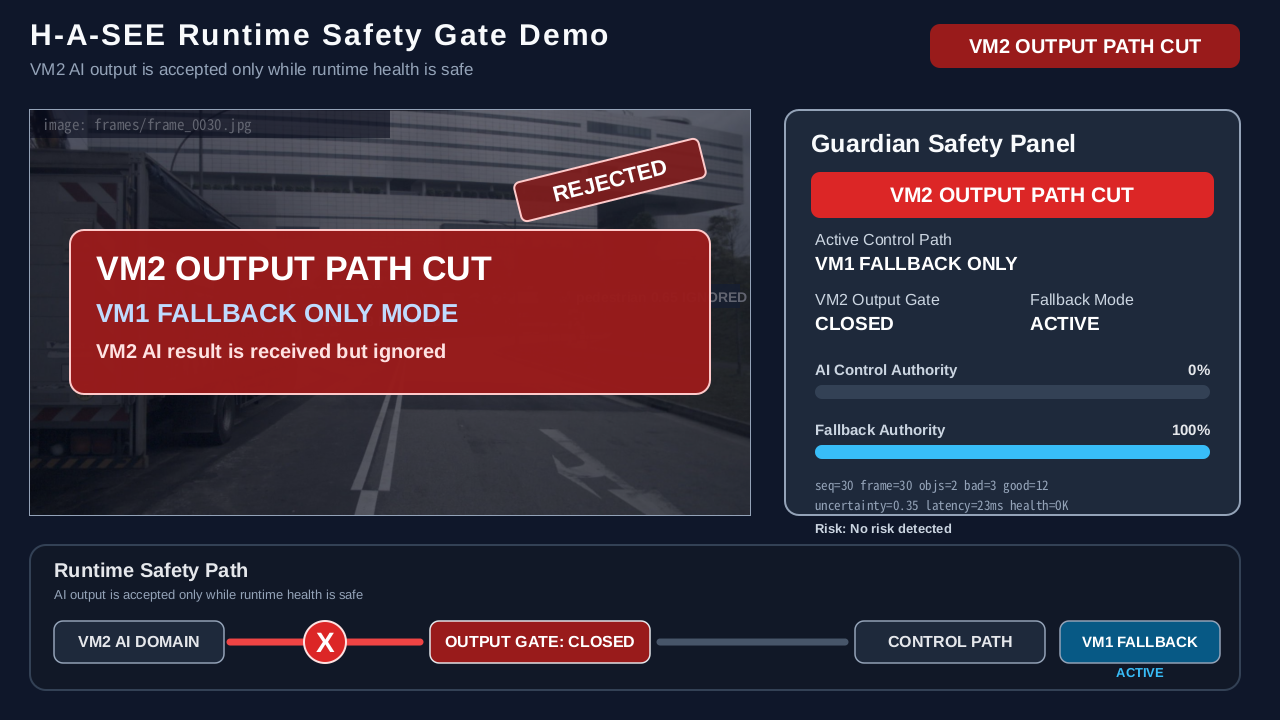 H-A-SEE Runtime Safety Gate Demo
VM2 AI output is accepted only while runtime health is safe
VM2 OUTPUT PATH CUT
image: frames/frame_0030.jpg
REJECTED
VM2 OUTPUT PATH CUT
VM1 FALLBACK ONLY MODE
VM2 AI result is received but ignored
Guardian Safety Panel
VM2 OUTPUT PATH CUT
Active Control Path
VM1 FALLBACK ONLY
VM2 Output Gate
CLOSED
Fallback Mode
ACTIVE
AI Control Authority 0%
Fallback Authority 100%
seq=30 frame=30 objs=2 bad=3 good=12
uncertainty=0.35 latency=23ms health=OK
Risk: No risk detected
Runtime Safety Path
AI output is accepted only while runtime health is safe
VM2 AI DOMAIN
X
OUTPUT GATE: CLOSED
CONTROL PATH
VM1 FALLBACK
ACTIVE